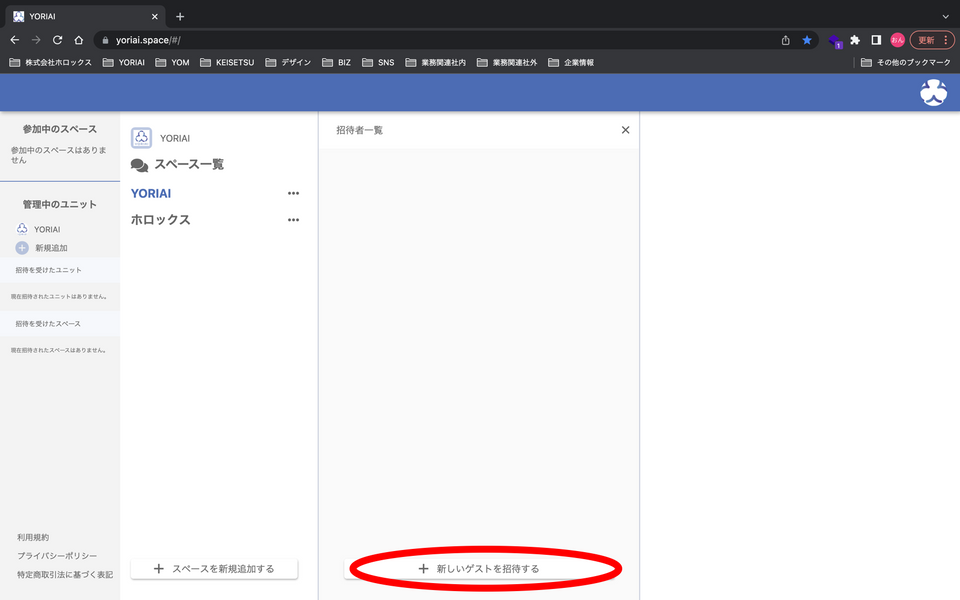 YORIAI
yoriai.space/#/
1
おん
更新
株式会社ホロックス
YORIAI
YOM
KEISETSU
デザイン
BIZ
SNS
業務関連社内
業務関連社外
企業情報
その他のブックマーク
参加中のスペース
参加中のスペースはありま
せん
管理中のユニット
YORIAI
新規追加
招待を受けたユニット
現在招待されたユニットはありません。
招待を受けたスペース
現在招待されたスペースはありません。
利用規約
プライバシーポリシー
特定商取引法に基づく表記
YORIAI
スペース一覧
YORIAI
ホロックス
スペースを新規追加する
招待者一覧
新しいゲストを招待する